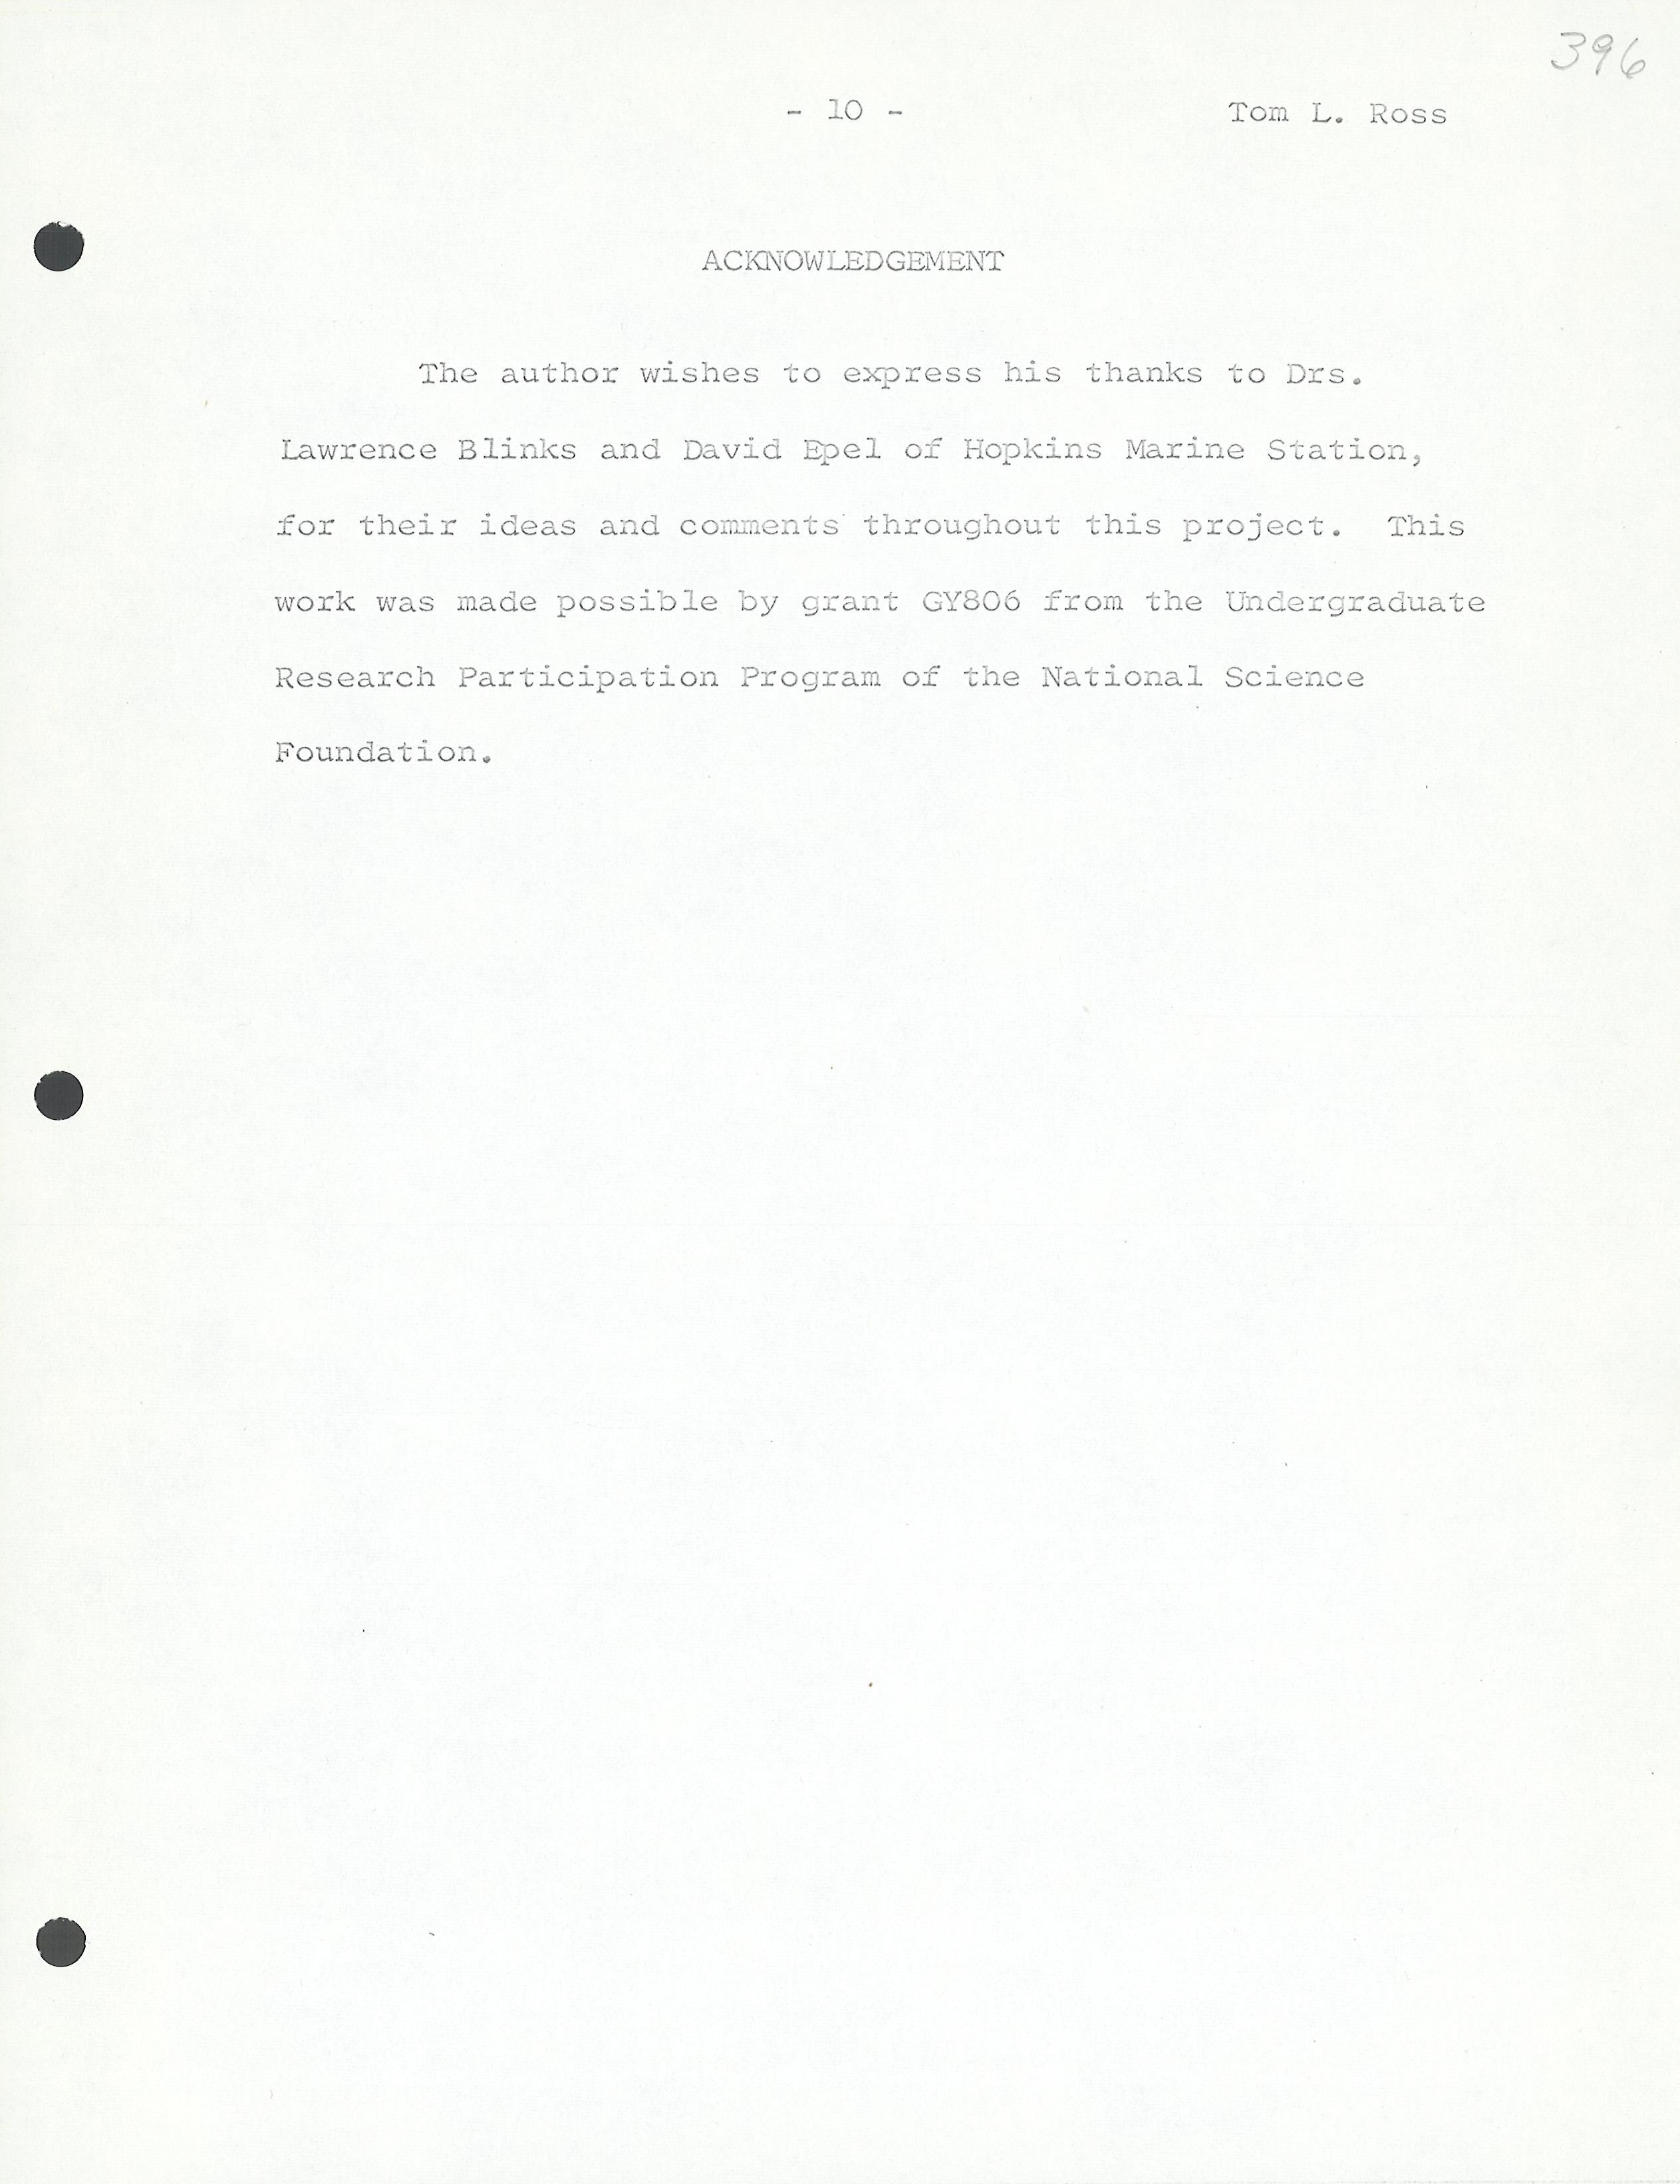 396
- 10 - Tom L. Ross
ACKNOWLEDGEMENT
The author wishes to express his thanks to Drs.
Lawrence Blinks and David Epel of Hopkins Marine Station,
for their ideas and comments throughout this project. This
work was made possible by grant GY806 from the Undergraduate
Research Participation Program of the National Science
Foundation.